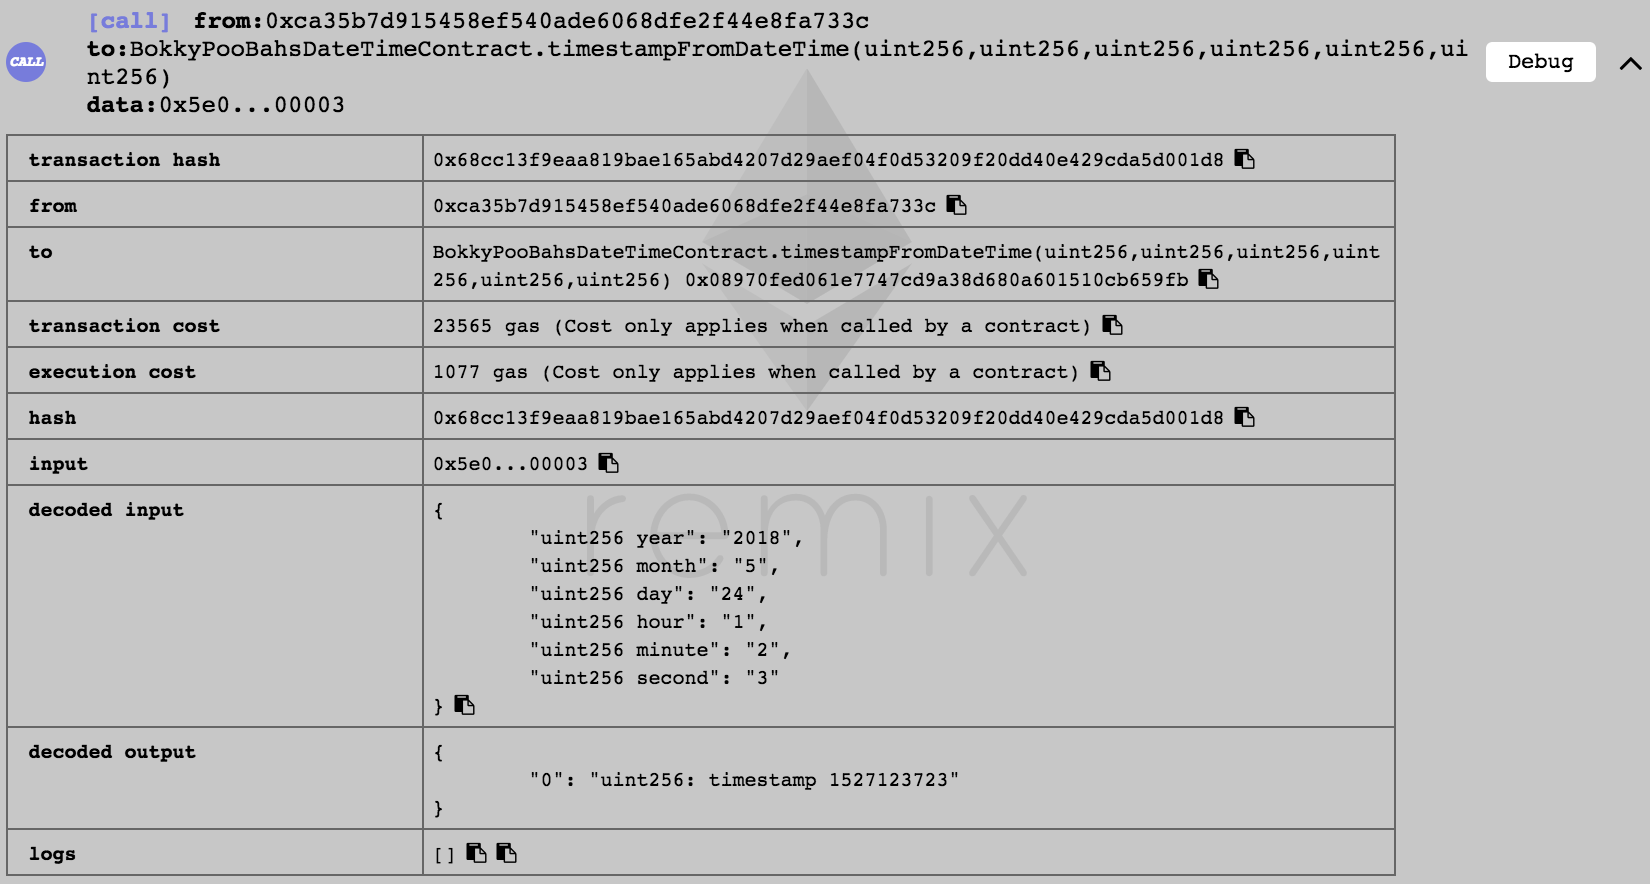 [call] from:0xca35b7d915458ef540ade6068dfe2f44e8fa733c
to:BokkyPooBahsDateTimeContract.timestampFromDateTime(uint256,uint256,uint256,uint256,uint256,ui
nt256)
data:0x5e0...00003
CALL
Debug
transaction hash 0x68cc13f9eaa819bae165abd4207d29aef04f0d53209f20dd40e429cda5d001d8
from 0xca35b7d915458ef540ade6068dfe2f44e8fa733c
to BokkyPooBahsDateTimeContract.timestampFromDateTime(uint256,uint256,uint256,uint
256,uint256,uint256) 0x08970fed061e7747cd9a38d680a601510cb659fb
transaction cost 23565 gas (Cost only applies when called by a contract)
execution cost 1077 gas (Cost only applies when called by a contract)
hash 0x68cc13f9eaa819bae165abd4207d29aef04f0d53209f20dd40e429cda5d001d8
input 0x5e0...00003
decoded input {
"uint256 year": "2018",
"uint256 month": "5",
"uint256 day": "24",
"uint256 hour": "1",
"uint256 minute": "2",
"uint256 second": "3"
}
remix
decoded output {
"0": "uint256: timestamp 1527123723"
}
logs []